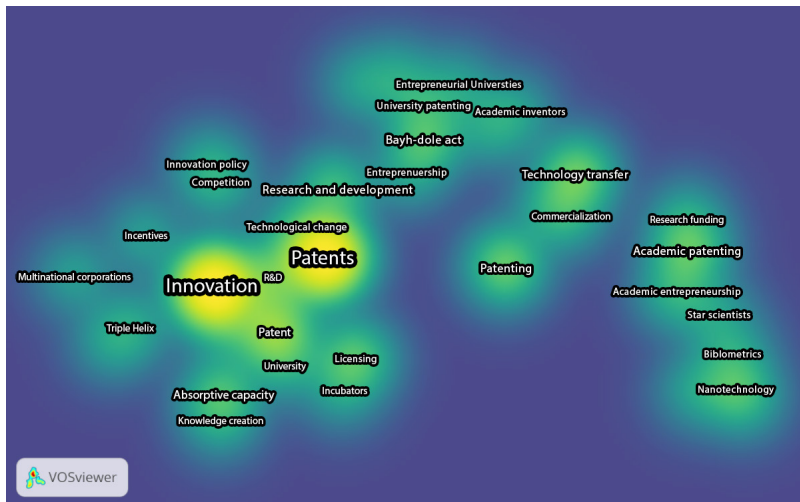 Entrepreneurial Universties
University patenting
Academic inventors
Bayh-dole act
Innovation policy
Entreprenuership
Technology transfer
Competition
Research and development
Commercialization
Research funding
Technological change
Incentives
Academic patenting
Patents
Patenting
Multinational corporations
R&D
Innovation
Academic entrepreneurship
Star scientists
Triple Helix
Patent
Biblometrics
Licensing
University
Nanotechnology
Incubators
Absorptive capacity
Knowledge creation
VOSviewer